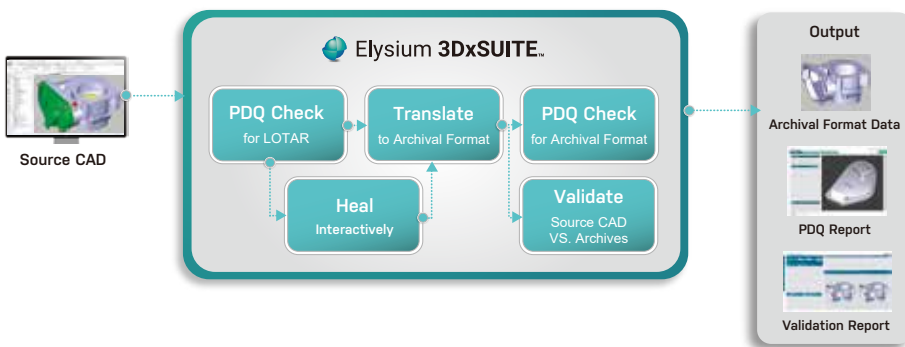 Elysium 3DxSUITE™
Source CAD
PDQ Check
for LOTAR
Translate
to Archival Format
PDQ Check
for Archival Format
Heal
Interactively
Validate
Source CAD
VS. Archives
Output
Archival Format Data
PDQ Report
Validation Report